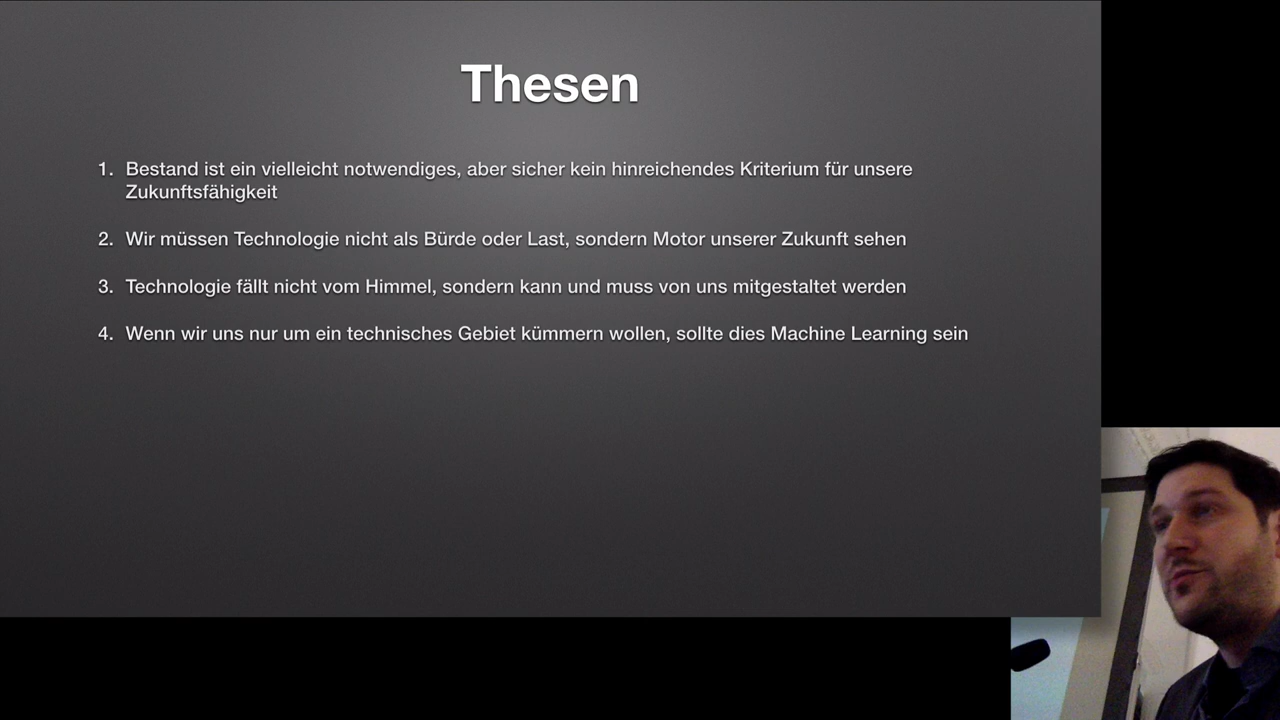 Thesen
1. Bestand ist ein vielleicht notwendiges, aber sicher kein hinreichendes Kriterium für unsere
Zukunftsfähigkeit
2. Wir müssen Technologie nicht als Bürde oder Last, sondern Motor unserer Zukunft sehen
3. Technologie fällt nicht vom Himmel, sondern kann und muss von uns mitgestaltet werden
4. Wenn wir uns nur um ein technisches Gebiet kümmern wollen, sollte dies Machine Learning sein